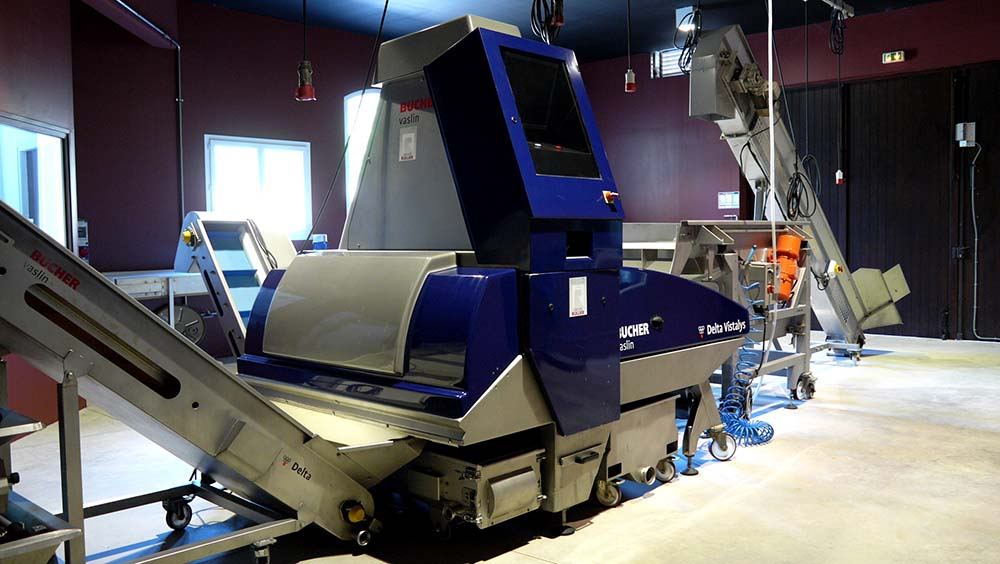 BUCHER
vaslin
BUCHER
vaslin
Delta
BUCHER
vaslin
Delta Vistalys